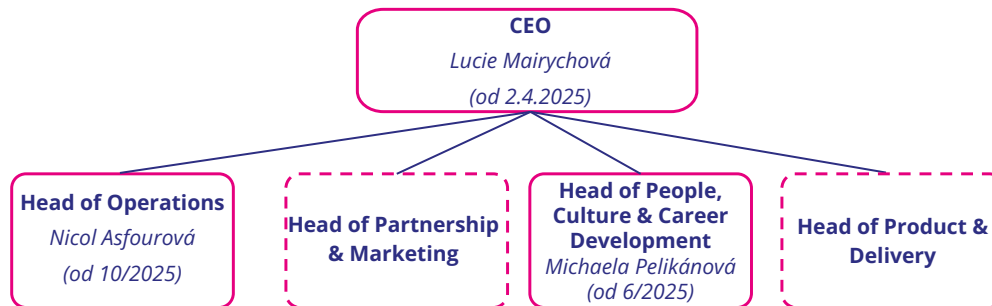 CEO
Lucie Mairychová
(od 2.4.2025)
Head of Operations
Nicol Asfourová
(od 10/2025)
Head of Partnership
& Marketing
Head of People,
Culture & Career
Development
Michaela Pelikánová
(od 6/2025)
Head of Product &
Delivery